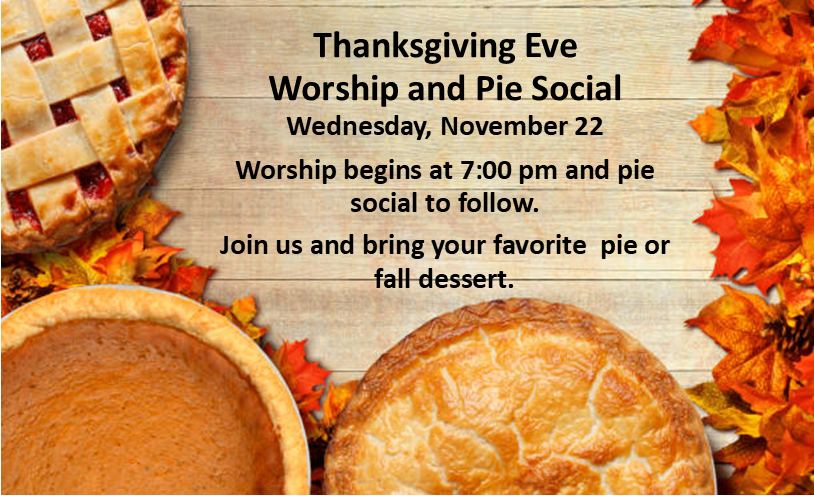 Thanksgiving Eve
Worship and Pie Social
Wednesday, November 22
Worship begins at 7:00 pm and pie
social to follow.
Join us and bring your favorite  pie or
fall dessert.